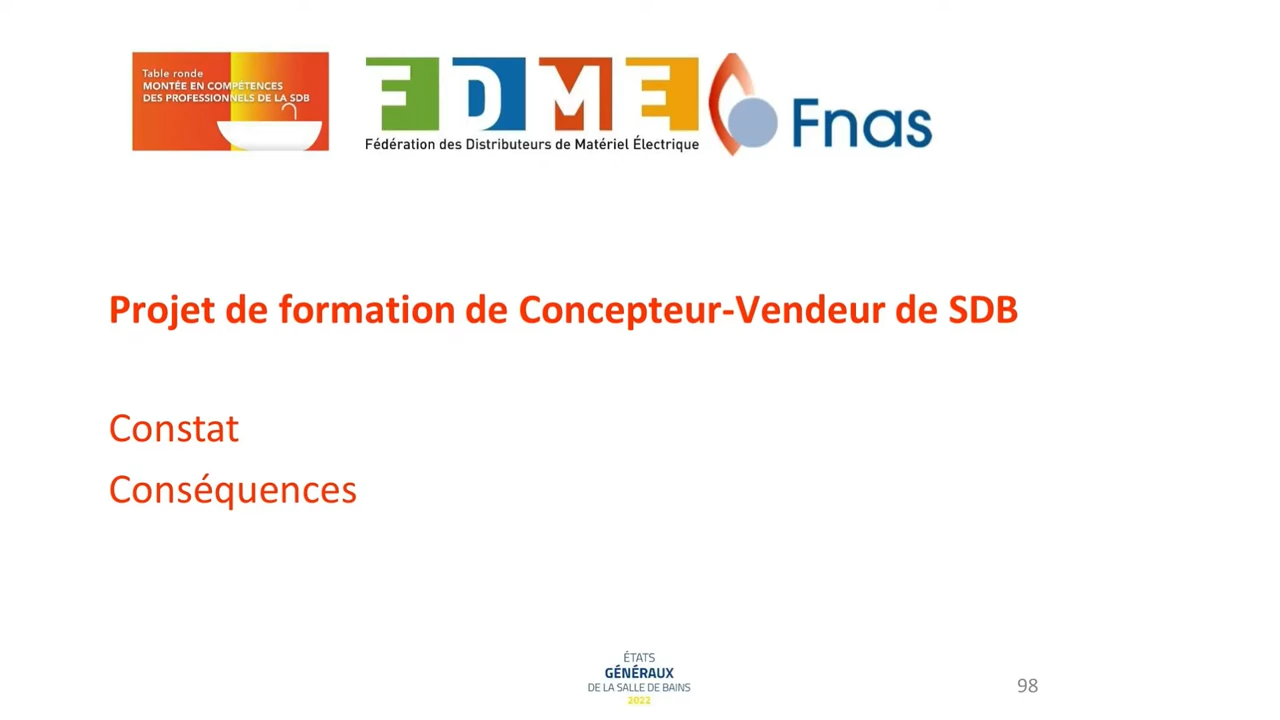 Table ronde
MONTÉE EN COMPÉTENCES
DES PROFESSIONNELS DE LA SDB
FDME
Fédération des Distributeurs de Matériel Électrique
Fnas
Projet de formation de Concepteur-Vendeur de SDB
Constat
Conséquences
ÉTATS
GÉNÉRAUX
DE LA SALLE DE BAINS
2022
98